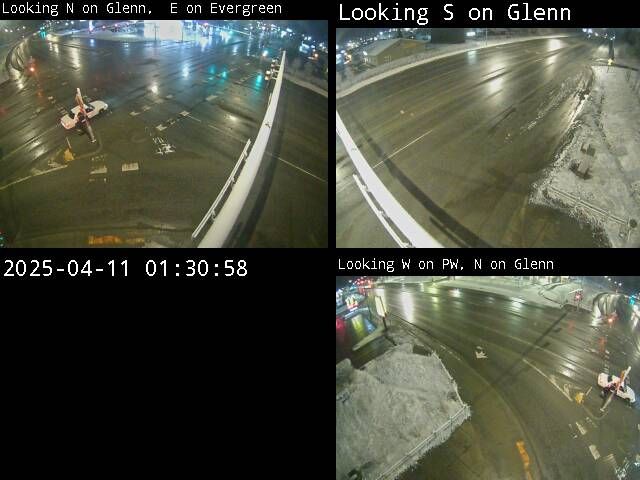 Looking N on Glenn,  E on Evergreen
Looking S on Glenn
2025-04-11 01:30:58
Looking W on PW, N on Glenn